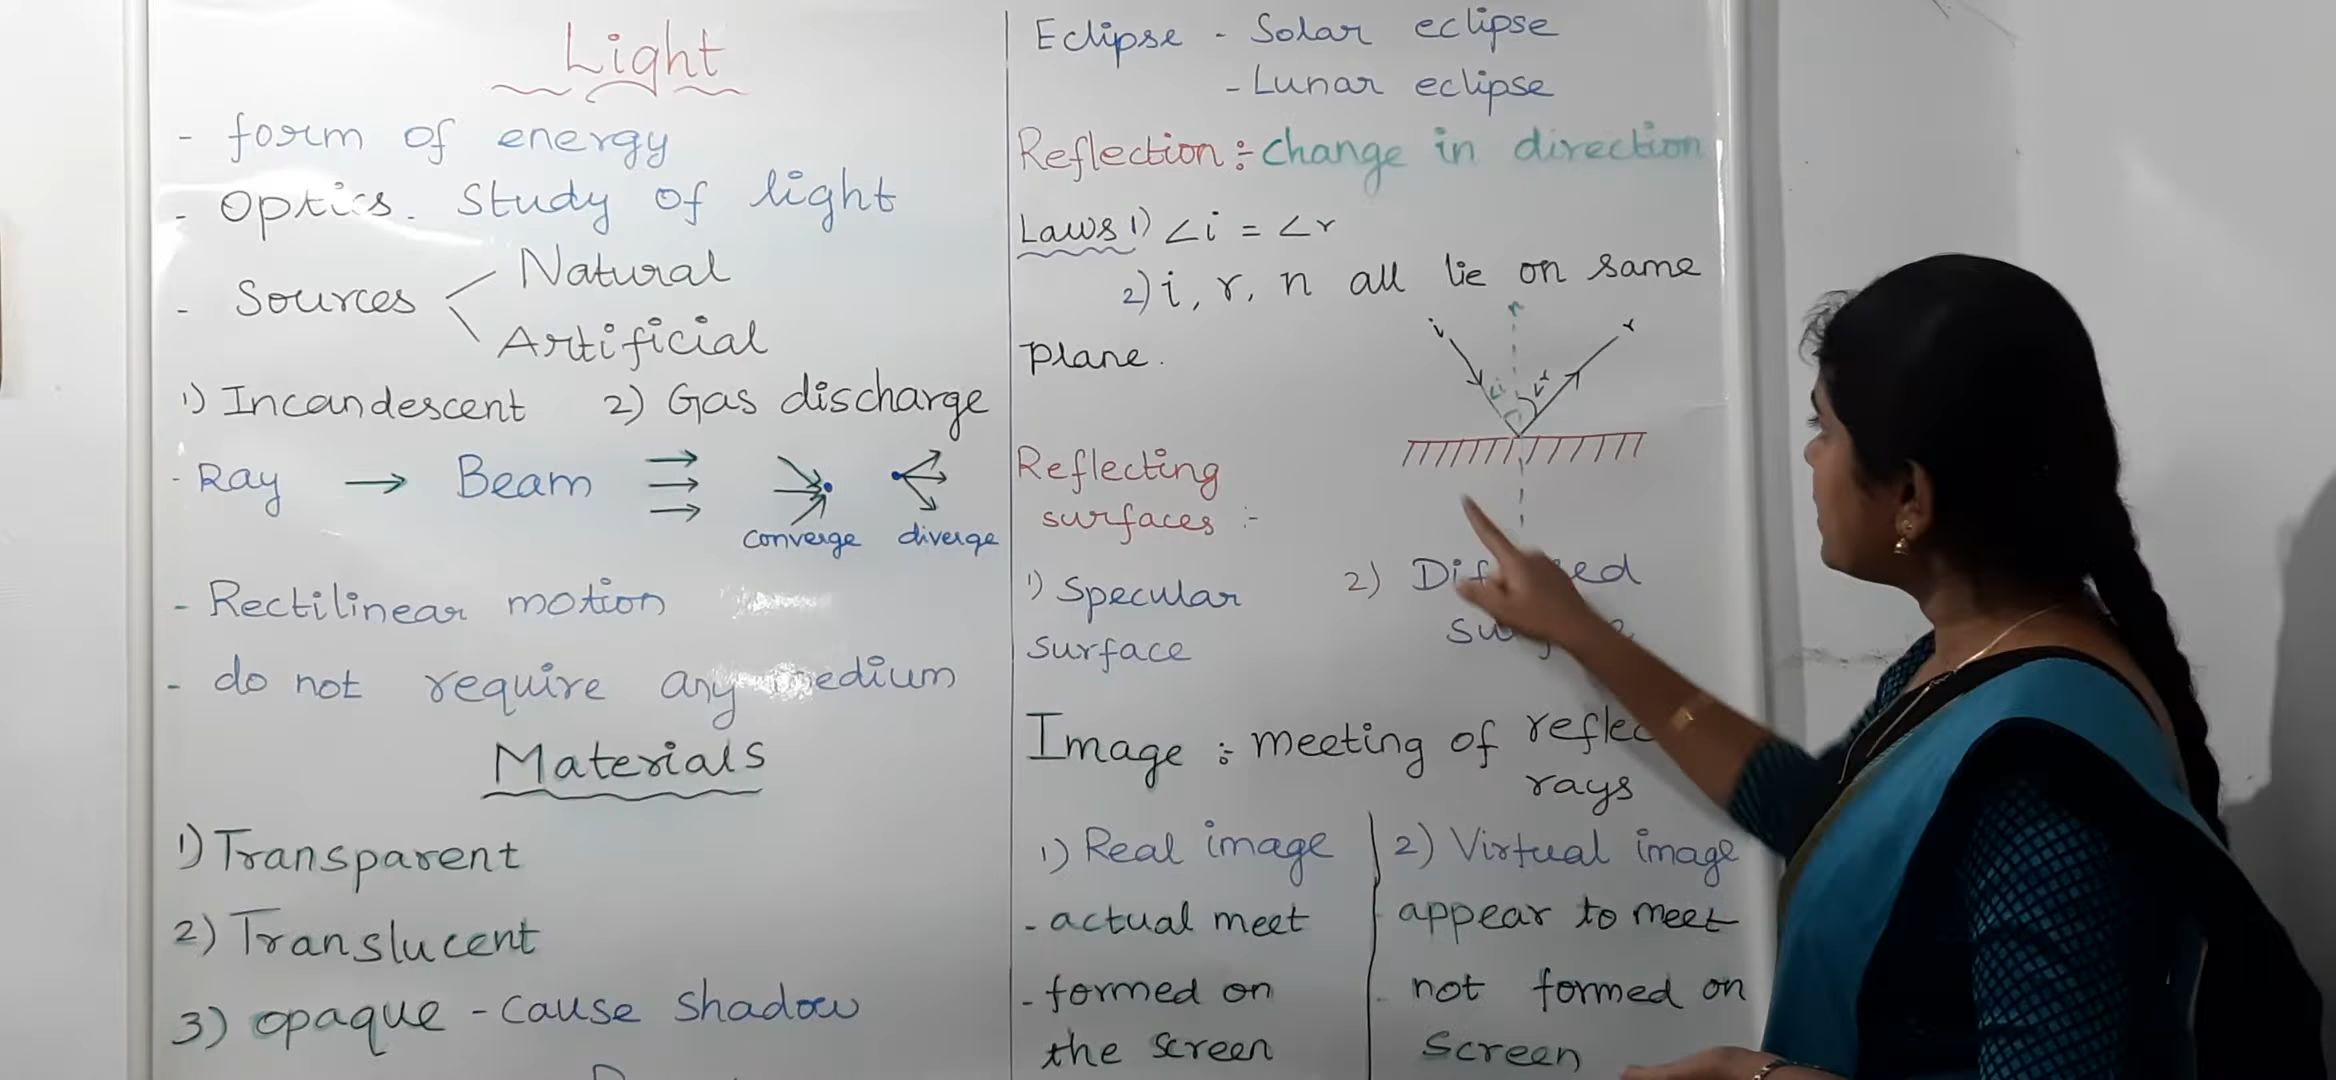 Light
- form of energy
- Optics - Study of light
- Sources
Natural
Artificial
1) Incandescent 2) Gas discharge
- Ray → Beam
converge diverge
- Rectilinear motion
- do not require any medium
Materials
1) Transparent
2) Translucent
3) opaque - cause shadow
Eclipse - Solar eclipse
- Lunar eclipse
Reflection : change in direction
Laws 1) ∠i = ∠r
2) i, r, n all lie on same
plane.
n
i r
∠i ∠r
Reflecting
surfaces :-
1) Specular
surface
2)
Image : meeting of
rays
1) Real image
- actual meet
- formed on
the screen
2) Virtual image
- appear to meet
- not formed on
screen